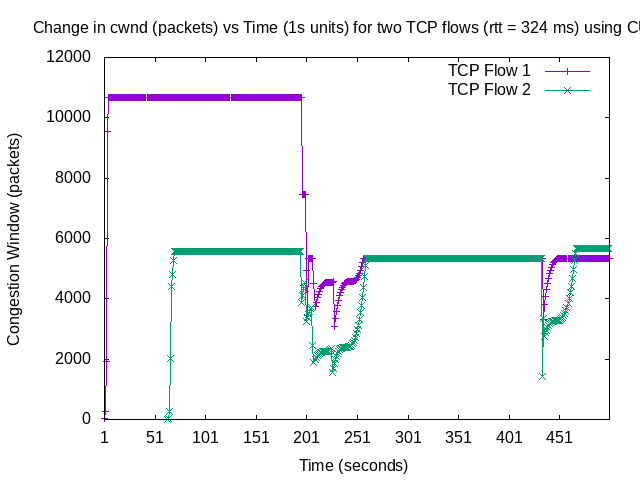 Change in cwnd (packets) vs Time (1s units) for two TCP flows (rtt = 324 ms) using
TCP Flow 1
TCP Flow 2
Congestion Window (packets)
12000
10000
8000
6000
4000
2000
0
1 51 101 151 201 251 301 351 401 451
Time (seconds)